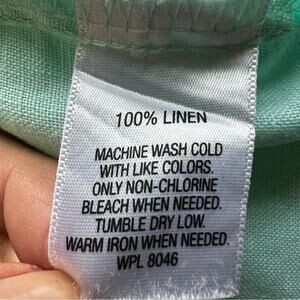 100% LINEN
MACHINE WASH COLD
WITH LIKE COLORS.
ONLY NON-CHLORINE
BLEACH WHEN NEEDED.
TUMBLE DRY LOW.
WARM IRON WHEN NEEDED.
WPL 8046